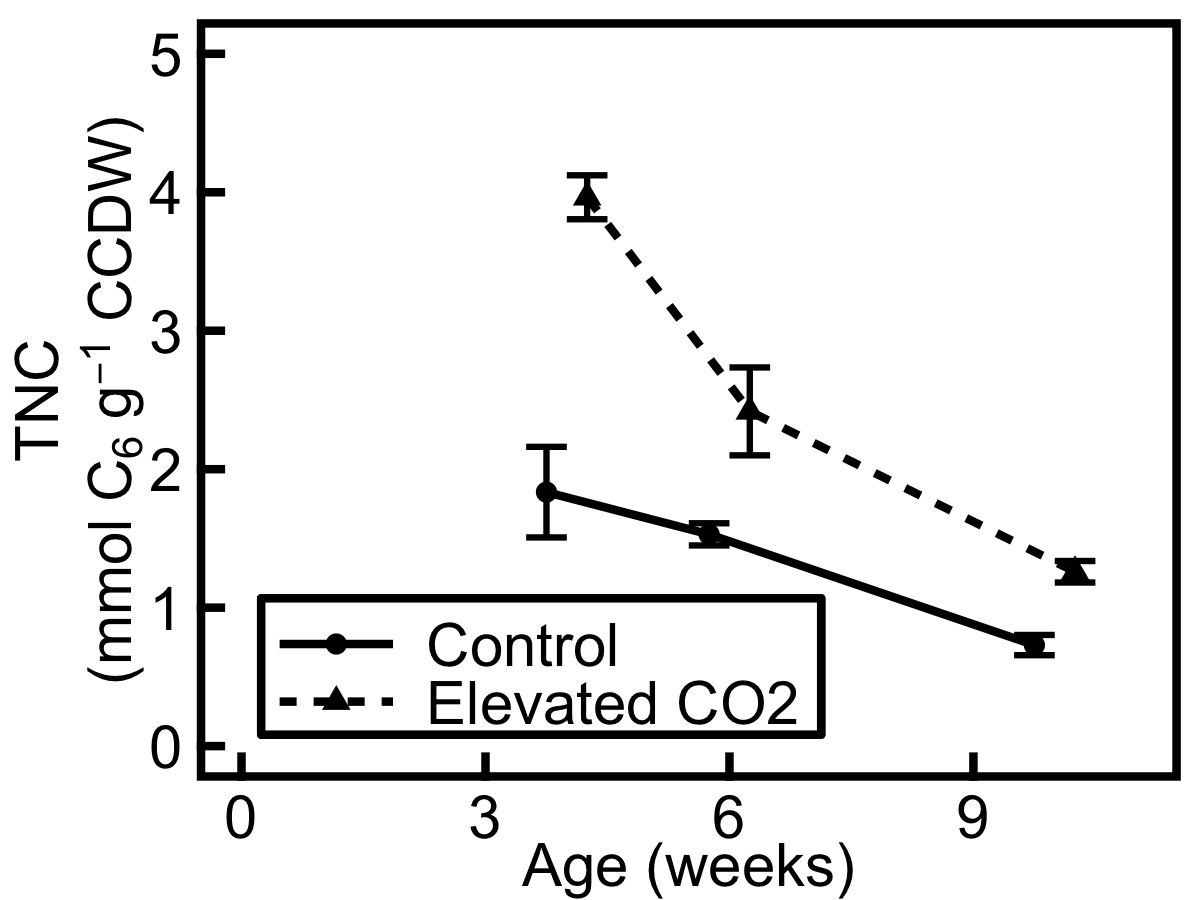 TNC
(mmol C₆ g⁻¹ CCDW)
5
4
3
2
1
0
Control
Elevated CO2
0 3 6 9
Age (weeks)